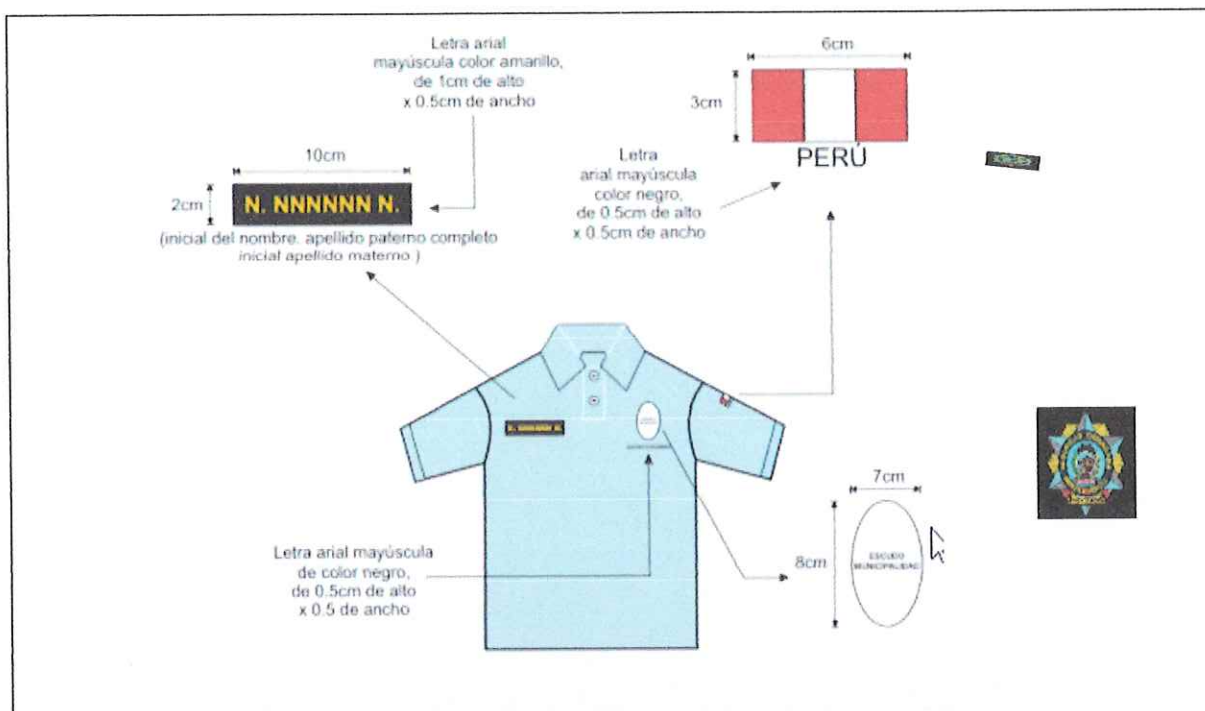 Letra arial
mayúscula color amarillo,
de 1cm de alto
x 0.5cm de ancho
10cm
2cm
N. NNNNNN N.
(inicial del nombre. apellido paterno completo
inicial apellido materno )
6cm
3cm
PERÚ
Letra
arial mayúscula
color negro,
de 0.5cm de alto
x 0.5cm de ancho
N. NNNNNN N.
Letra arial mayúscula
de color negro,
de 0.5cm de alto
x 0.5 de ancho
7cm
8cm
ESCUDO
MUNICIPALIDAD